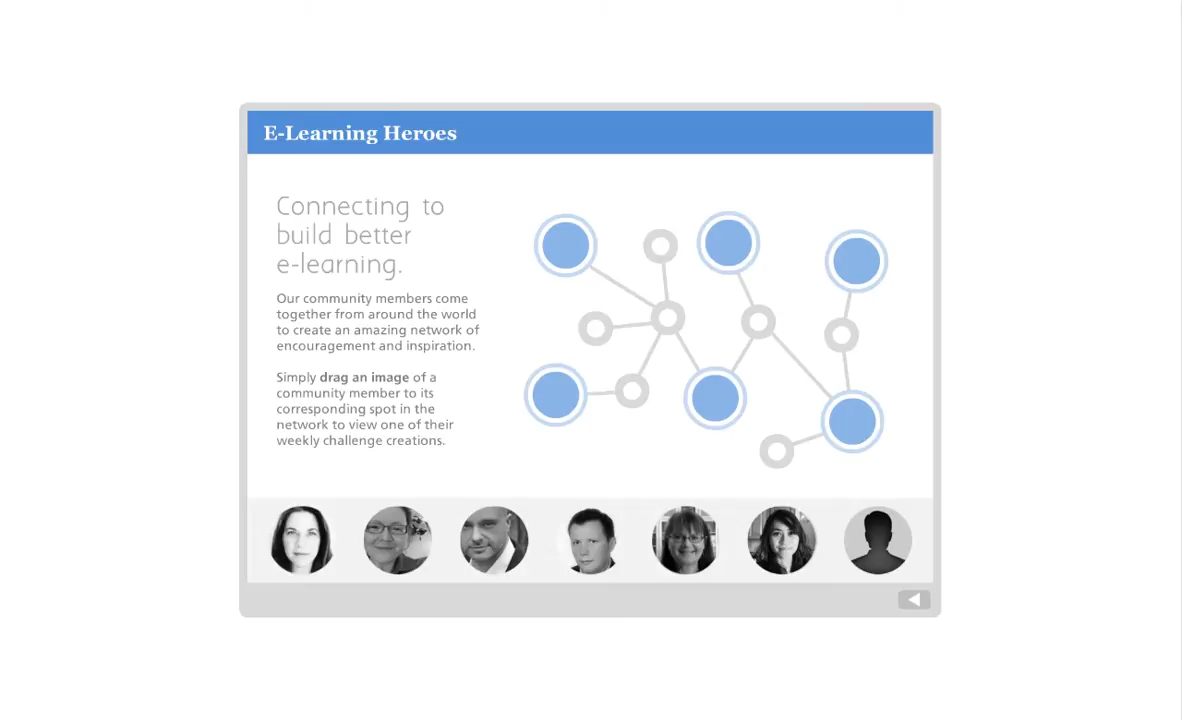 E-Learning Heroes
Connecting to
build better
e-learning.
Our community members come
together from around the world
to create an amazing network of
encouragement and inspiration.
Simply drag an image of a
community member to its
corresponding spot in the
network to view one of their
weekly challenge creations.